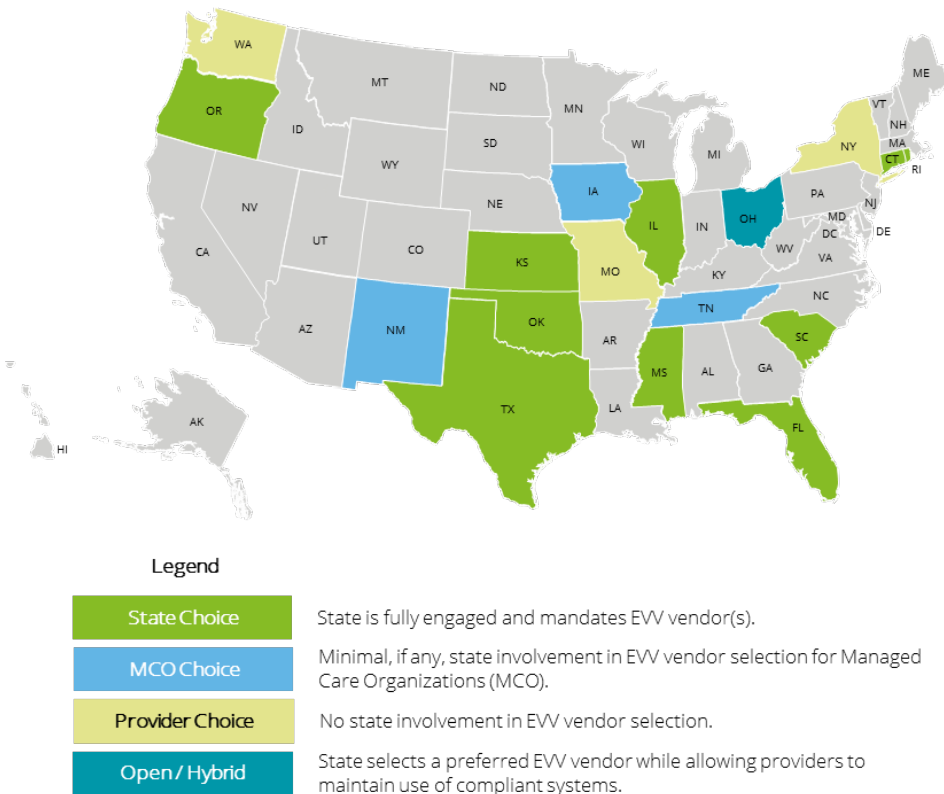 WA
ME
MT
ND
VT
MN
OR
NH
ID
SD
WI
NY
MA
MI
CT
RI
WY
IA
PA
NJ
NE
NV
OH
MD
IL
IN
DE
DC
UT
WV
CO
CA
VA
KS
MO
KY
NC
TN
OK
AZ
NM
AR
SC
MS
AL
GA
TX
LA
AK
FL
HI
Legend
State Choice
State is fully engaged and mandates EVV vendor(s).
MCO Choice
Minimal, if any, state involvement in EVV vendor selection for Managed
Care Organizations (MCO).
Provider Choice
No state involvement in EVV vendor selection.
Open / Hybrid
State selects a preferred EVV vendor while allowing providers to
maintain use of compliant systems.